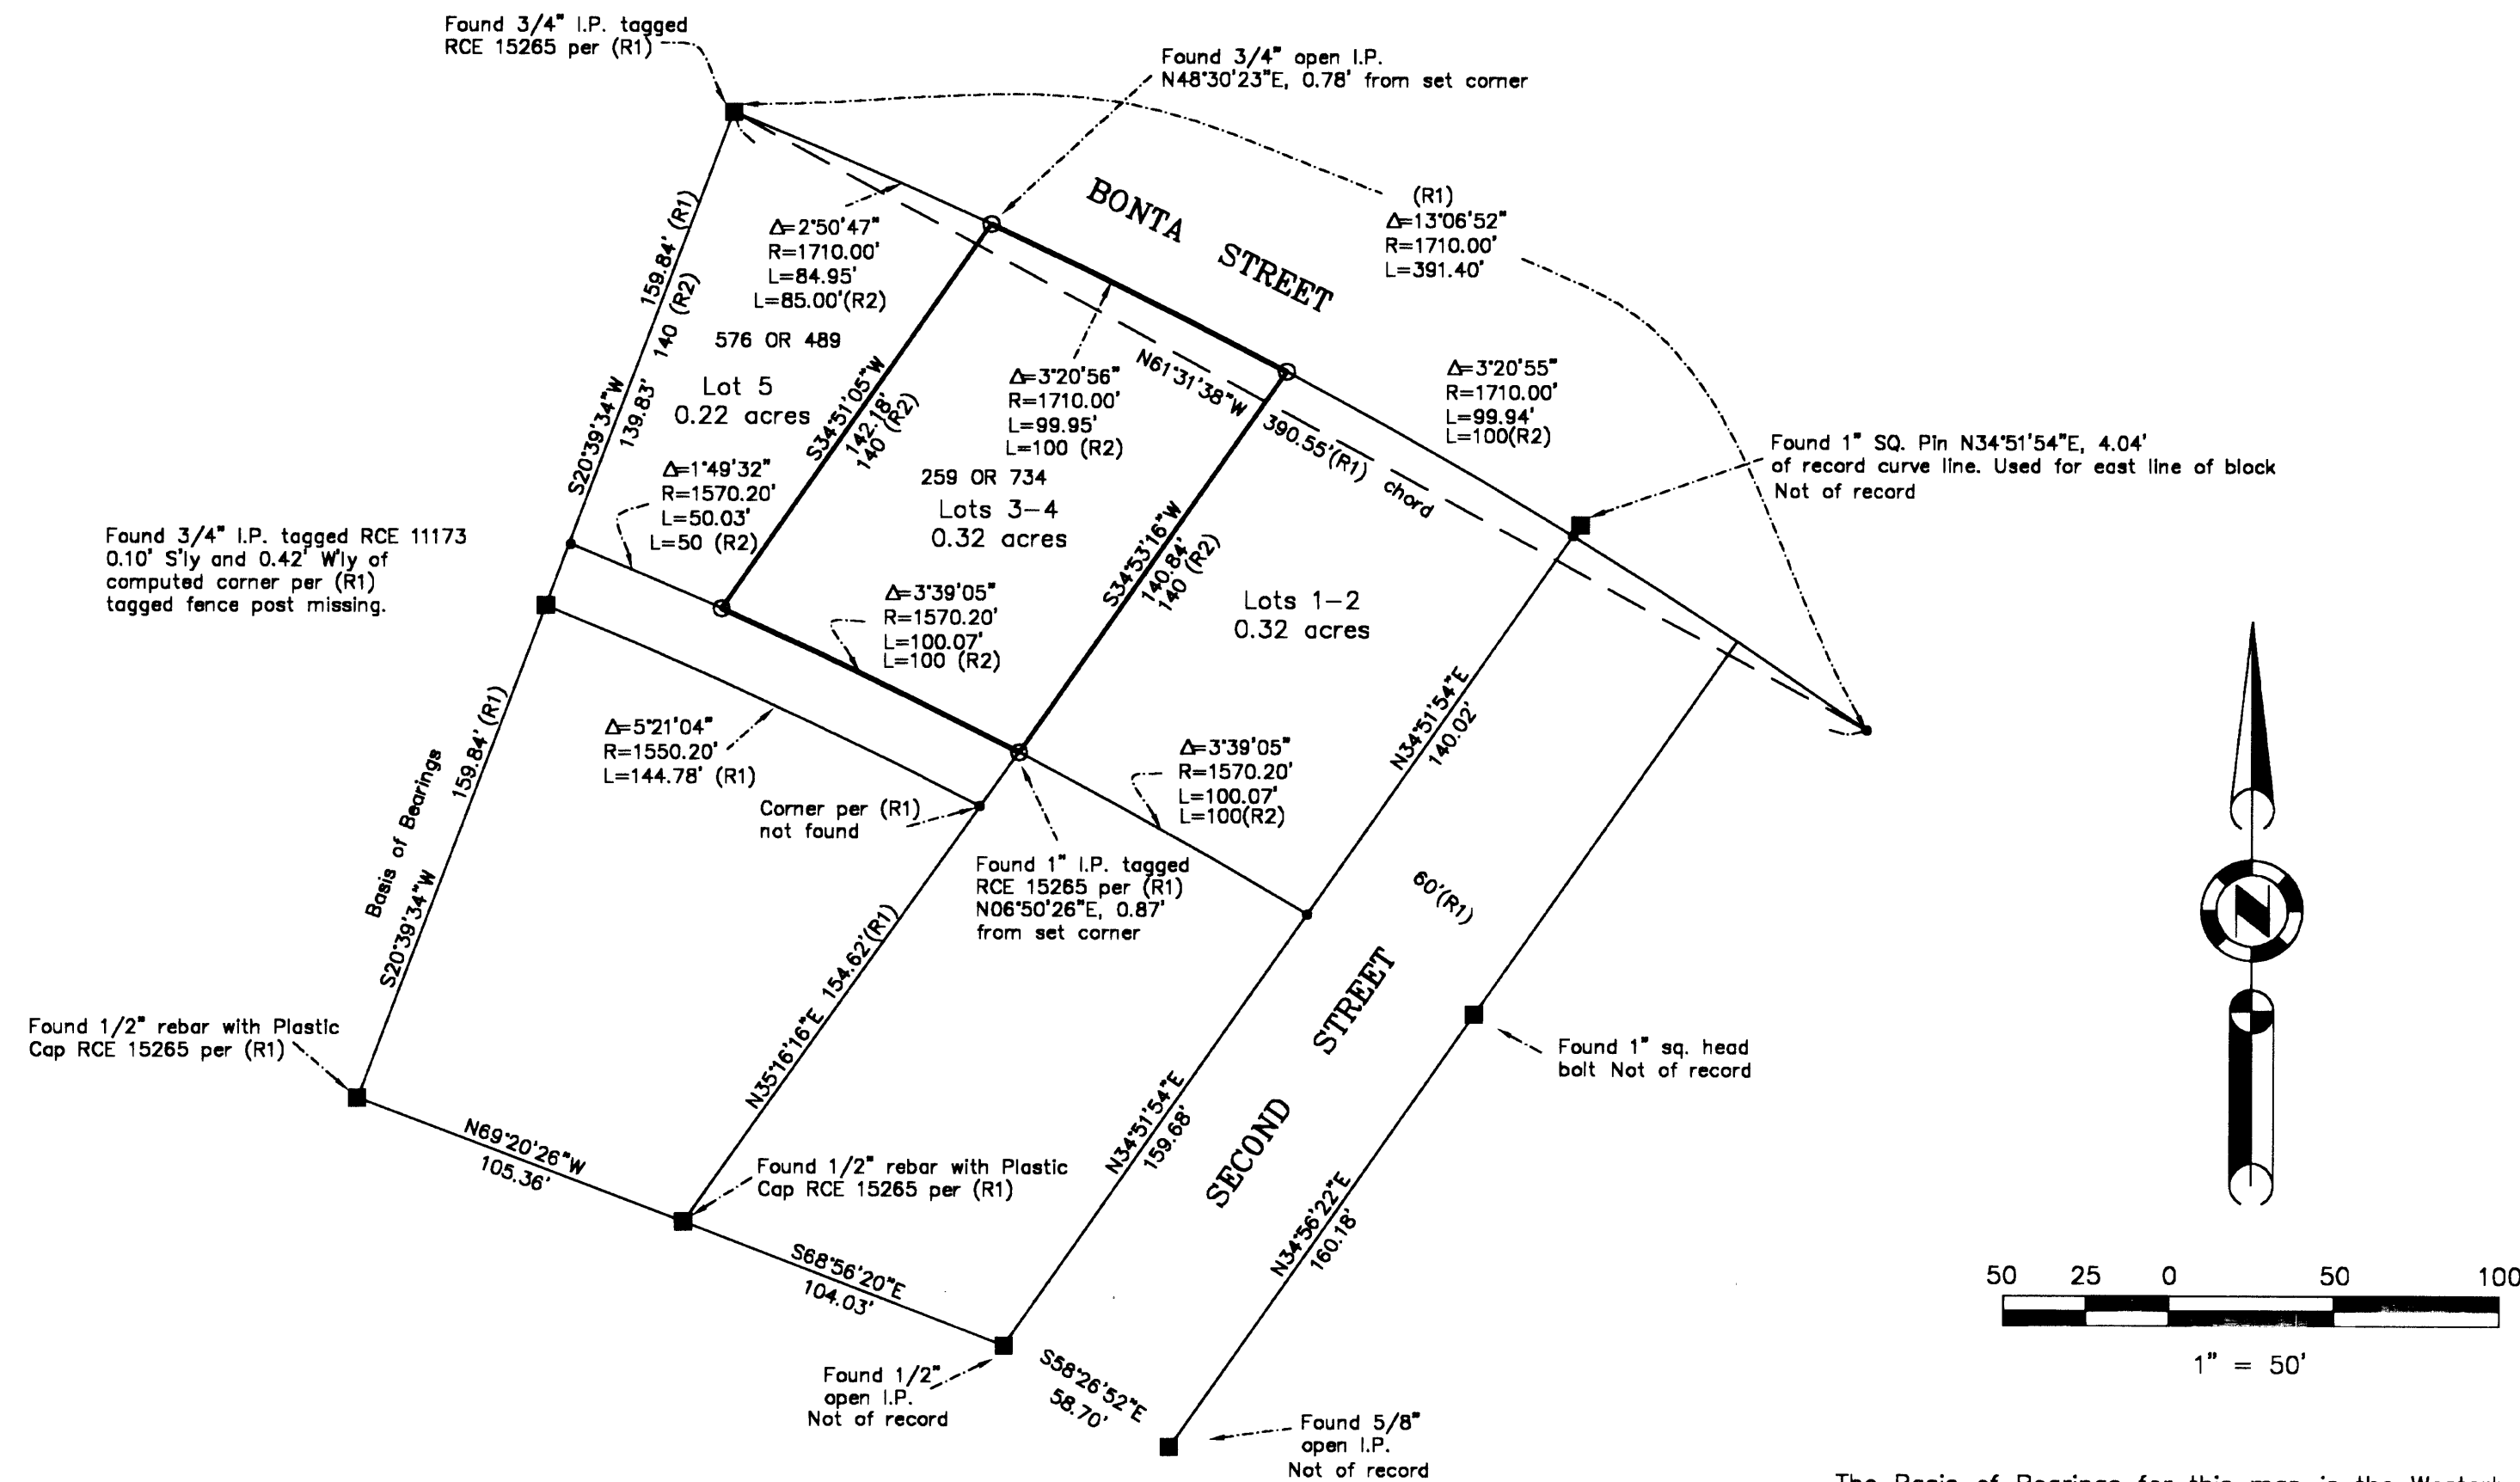 Found 3/4" I.P. tagged
RCE 15265 per (R1)
Found 3/4" open I.P.
N48°30'23"E, 0.78' from set corner
BONTA STREET
(R1)
Δ=13°06'52"
R=1710.00'
L=391.40'
Δ=2°50'47"
R=1710.00'
L=84.95'
L=85.00'(R2)
576 OR 489
Lot 5
0.22 acres
159.84' (R1)
140 (R2)
S20°39'34"W
139.83'
S34°51'05"W
142.18'
140 (R2)
Δ=3°20'56"
R=1710.00'
L=99.95'
L=100 (R2)
259 OR 734
Lots 3-4
0.32 acres
N61°31'38"W
390.55'(R1) chord
Δ=3°20'55"
R=1710.00'
L=99.94'
L=100(R2)
Found 1" SQ. Pin N34°51'54"E, 4.04'
of record curve line. Used for east line of block
Not of record
Δ=1°49'32"
R=1570.20'
L=50.03'
L=50 (R2)
Found 3/4" I.P. tagged RCE 11173
0.10' S'ly and 0.42' W'ly of
computed corner per (R1)
tagged fence post missing.
S34°53'16"W
140.84'
140 (R2)
Δ=3°39'05"
R=1570.20'
L=100.07'
L=100 (R2)
Lots 1-2
0.32 acres
N34°51'54"E
140.02'
Δ=5°21'04"
R=1550.20'
L=144.78' (R1)
Corner per (R1)
not found
Δ=3°39'05"
R=1570.20'
L=100.07'
L=100(R2)
Found 1" I.P. tagged
RCE 15265 per (R1)
N06°50'26"E, 0.87'
from set corner
Basis of Bearings
159.84' (R1)
S20°39'34"W
N35°16'16"E 154.62'(R1)
60'(R1)
SECOND STREET
Found 1/2" rebar with Plastic
Cap RCE 15265 per (R1)
Found 1" sq. head
bolt Not of record
N69°20'26"W
105.36'
Found 1/2" rebar with Plastic
Cap RCE 15265 per (R1)
N34°51'54"E
159.68'
N34°56'22"E
160.18'
S68°56'20"E
104.03'
Found 1/2"
open I.P.
Not of record
S58°26'52"E
58.70'
Found 5/8"
open I.P.
Not of record
N
50 25 0 50 100
1" = 50'
The Basis of Bearings for this map is the